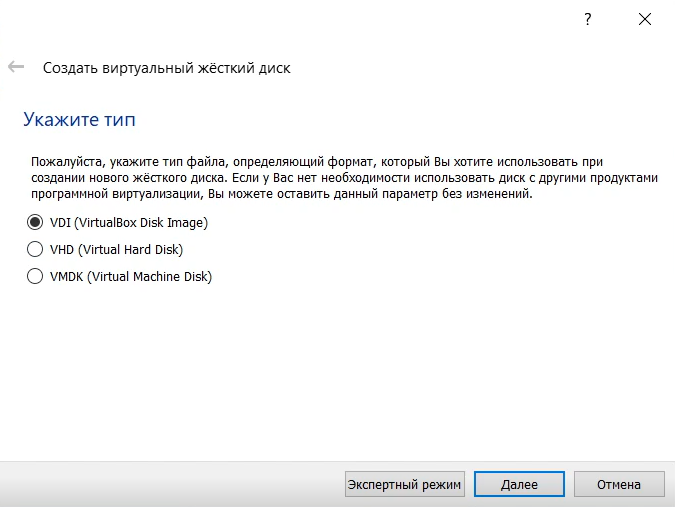 ?
Создать виртуальный жёсткий диск
Укажите тип
Пожалуйста, укажите тип файла, определяющий формат, который Вы хотите использовать при
создании нового жёсткого диска. Если у Вас нет необходимости использовать диск с другими продуктами
программной виртуализации, Вы можете оставить данный параметр без изменений.
VDI (VirtualBox Disk Image)
VHD (Virtual Hard Disk)
VMDK (Virtual Machine Disk)
Экспертный режим Далее Отмена